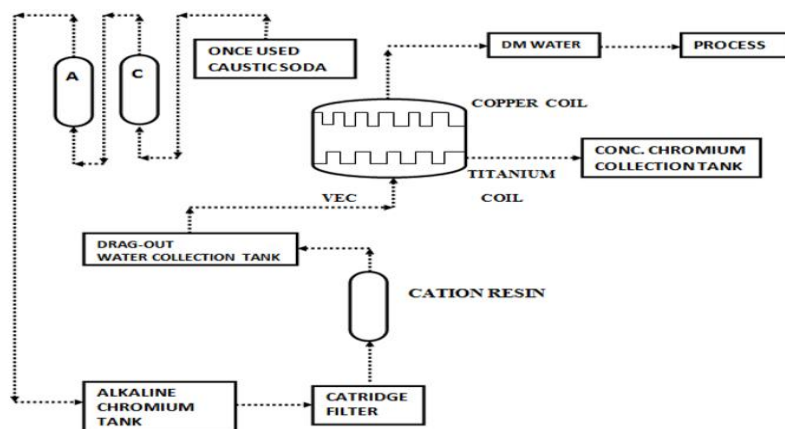 A
C
ONCE USED
CAUSTIC SODA
DM WATER
PROCESS
COPPER COIL
CONC. CHROMIUM
COLLECTION TANK
TITANIUM
COIL
VEC
DRAG-OUT
WATER COLLECTION TANK
CATION RESIN
ALKALINE
CHROMIUM
TANK
CATRIDGE
FILTER